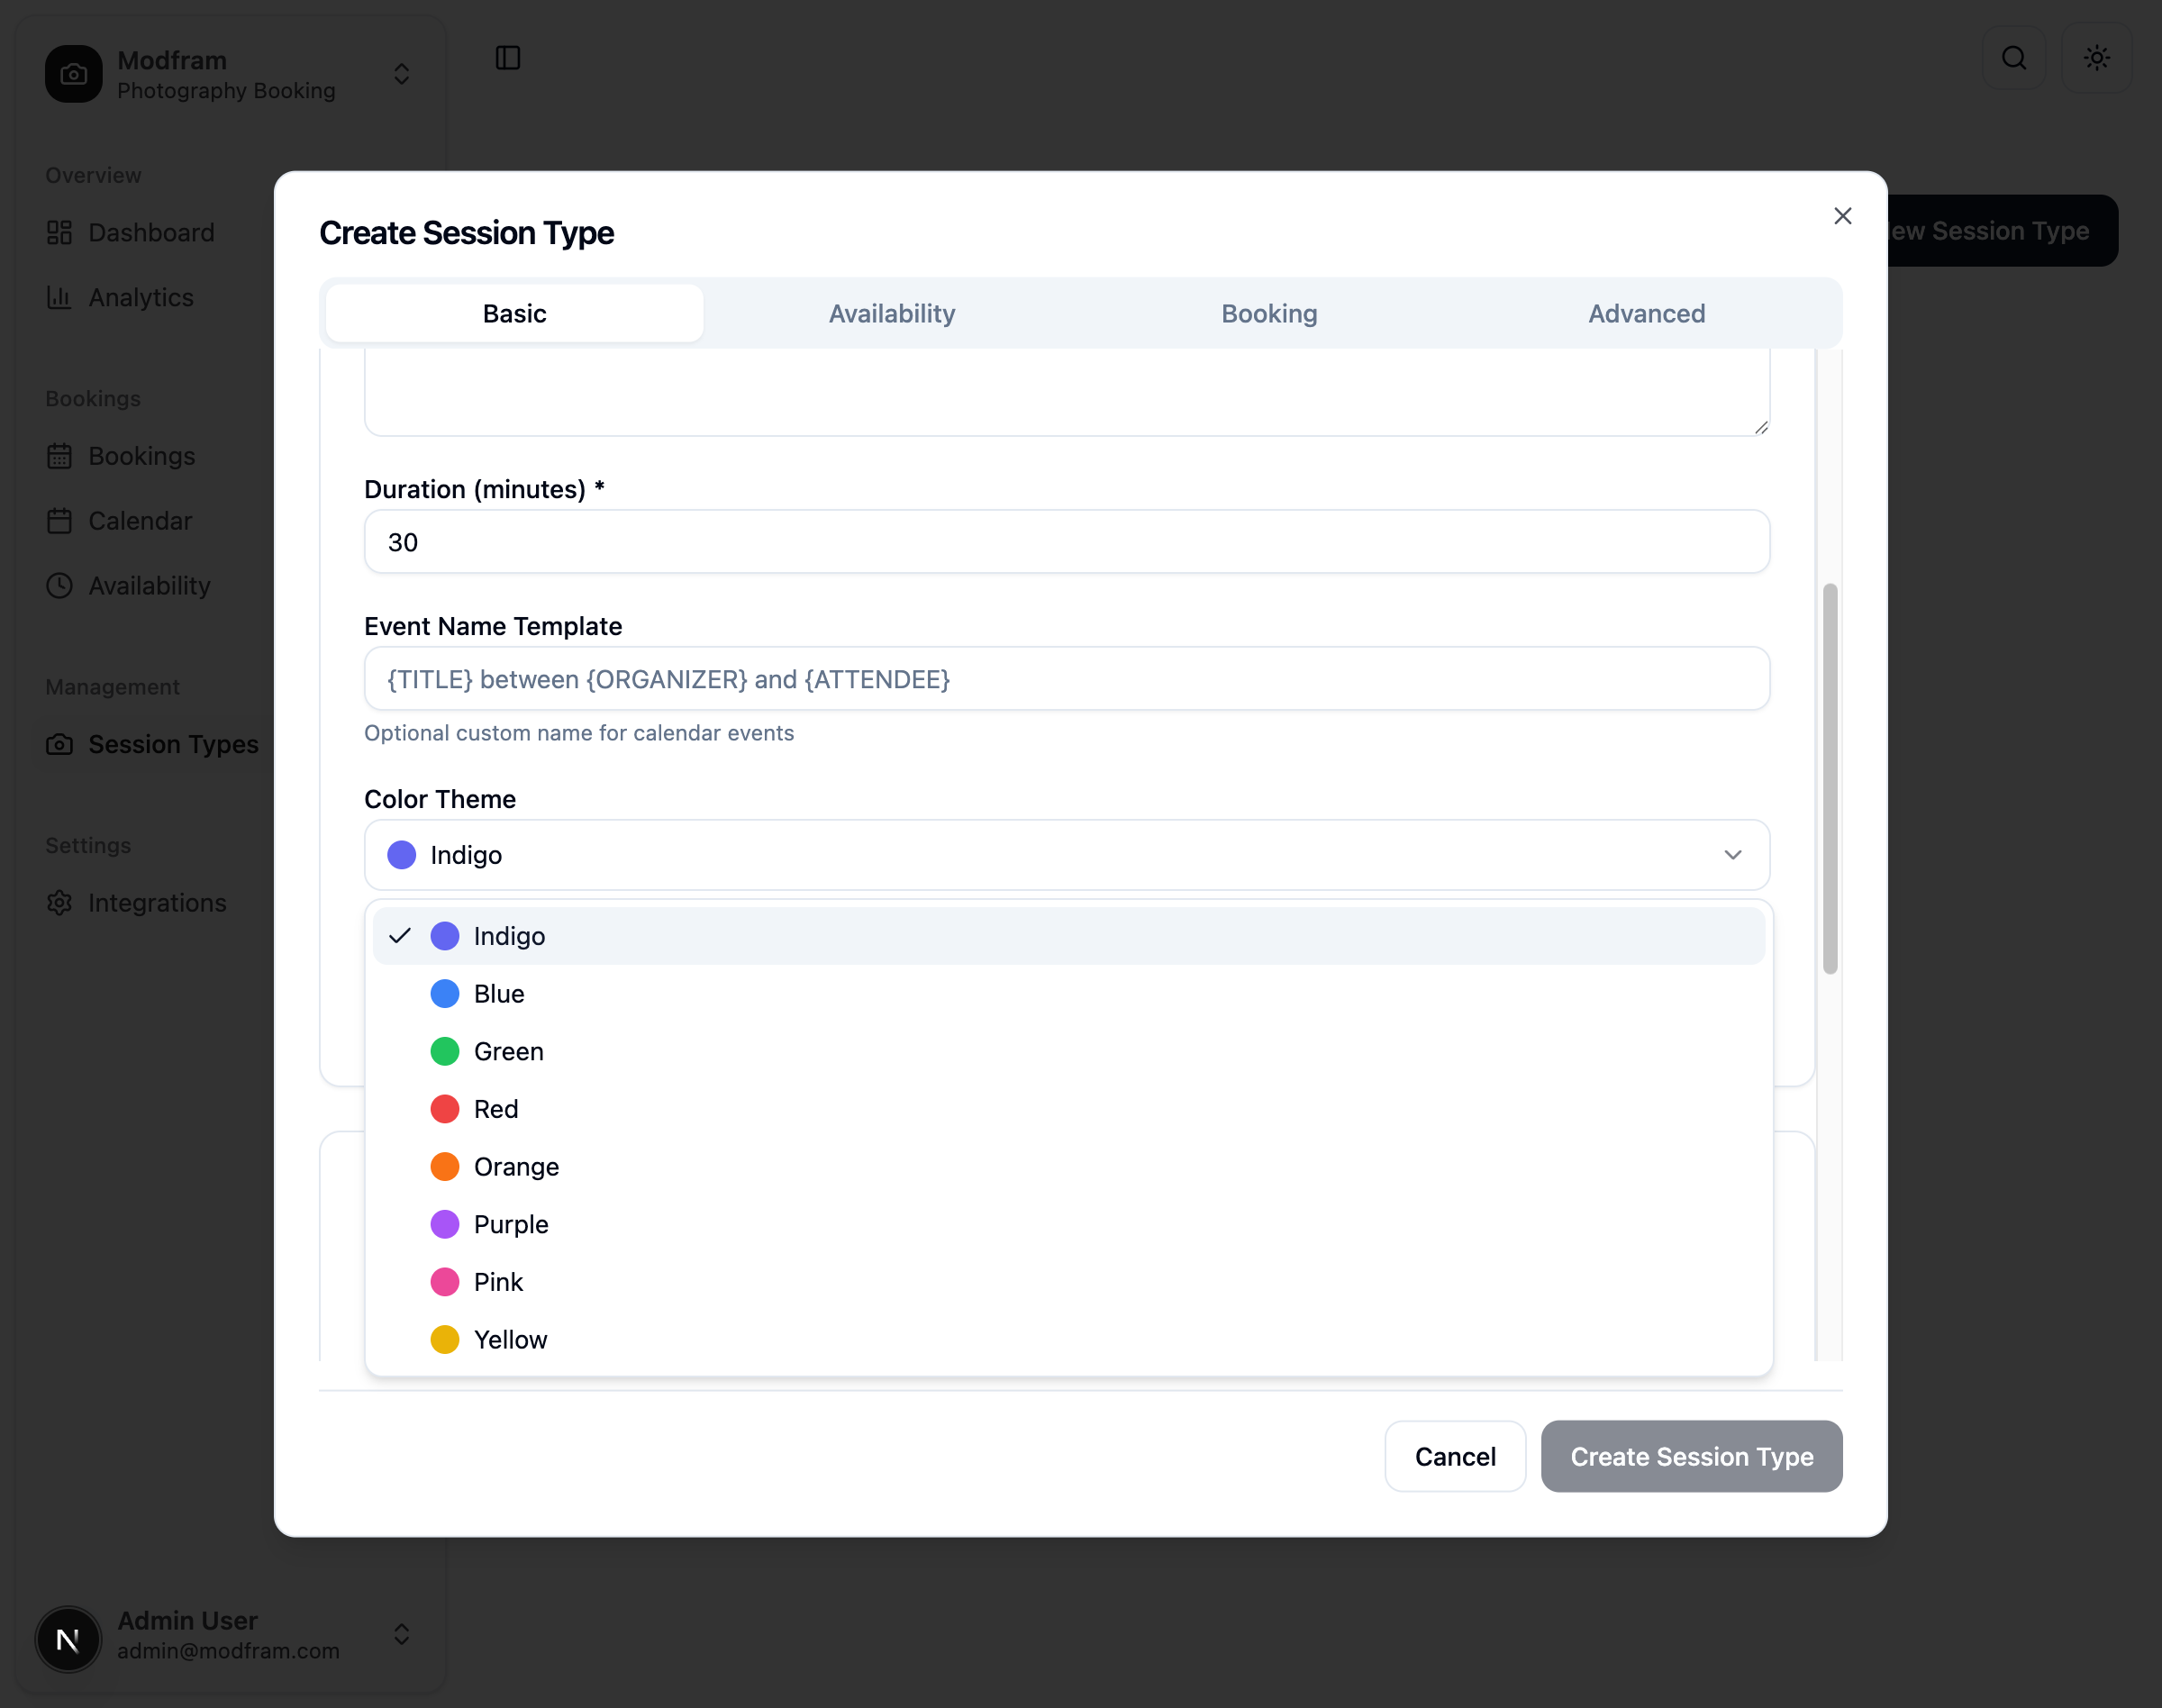 Modfram
Photography Booking
Overview
Dashboard
Analytics
Bookings
Bookings
Calendar
Availability
Management
Session Types
Settings
Integrations
Admin User
admin@modfram.com
N
Session Type
Create Session Type
Basic
Availability
Booking
Advanced
Duration (minutes) *
30
Event Name Template
{TITLE} between {ORGANIZER} and {ATTENDEE}
Optional custom name for calendar events
Color Theme
Indigo
Indigo
Blue
Green
Red
Orange
Purple
Pink
Yellow
Cancel
Create Session Type